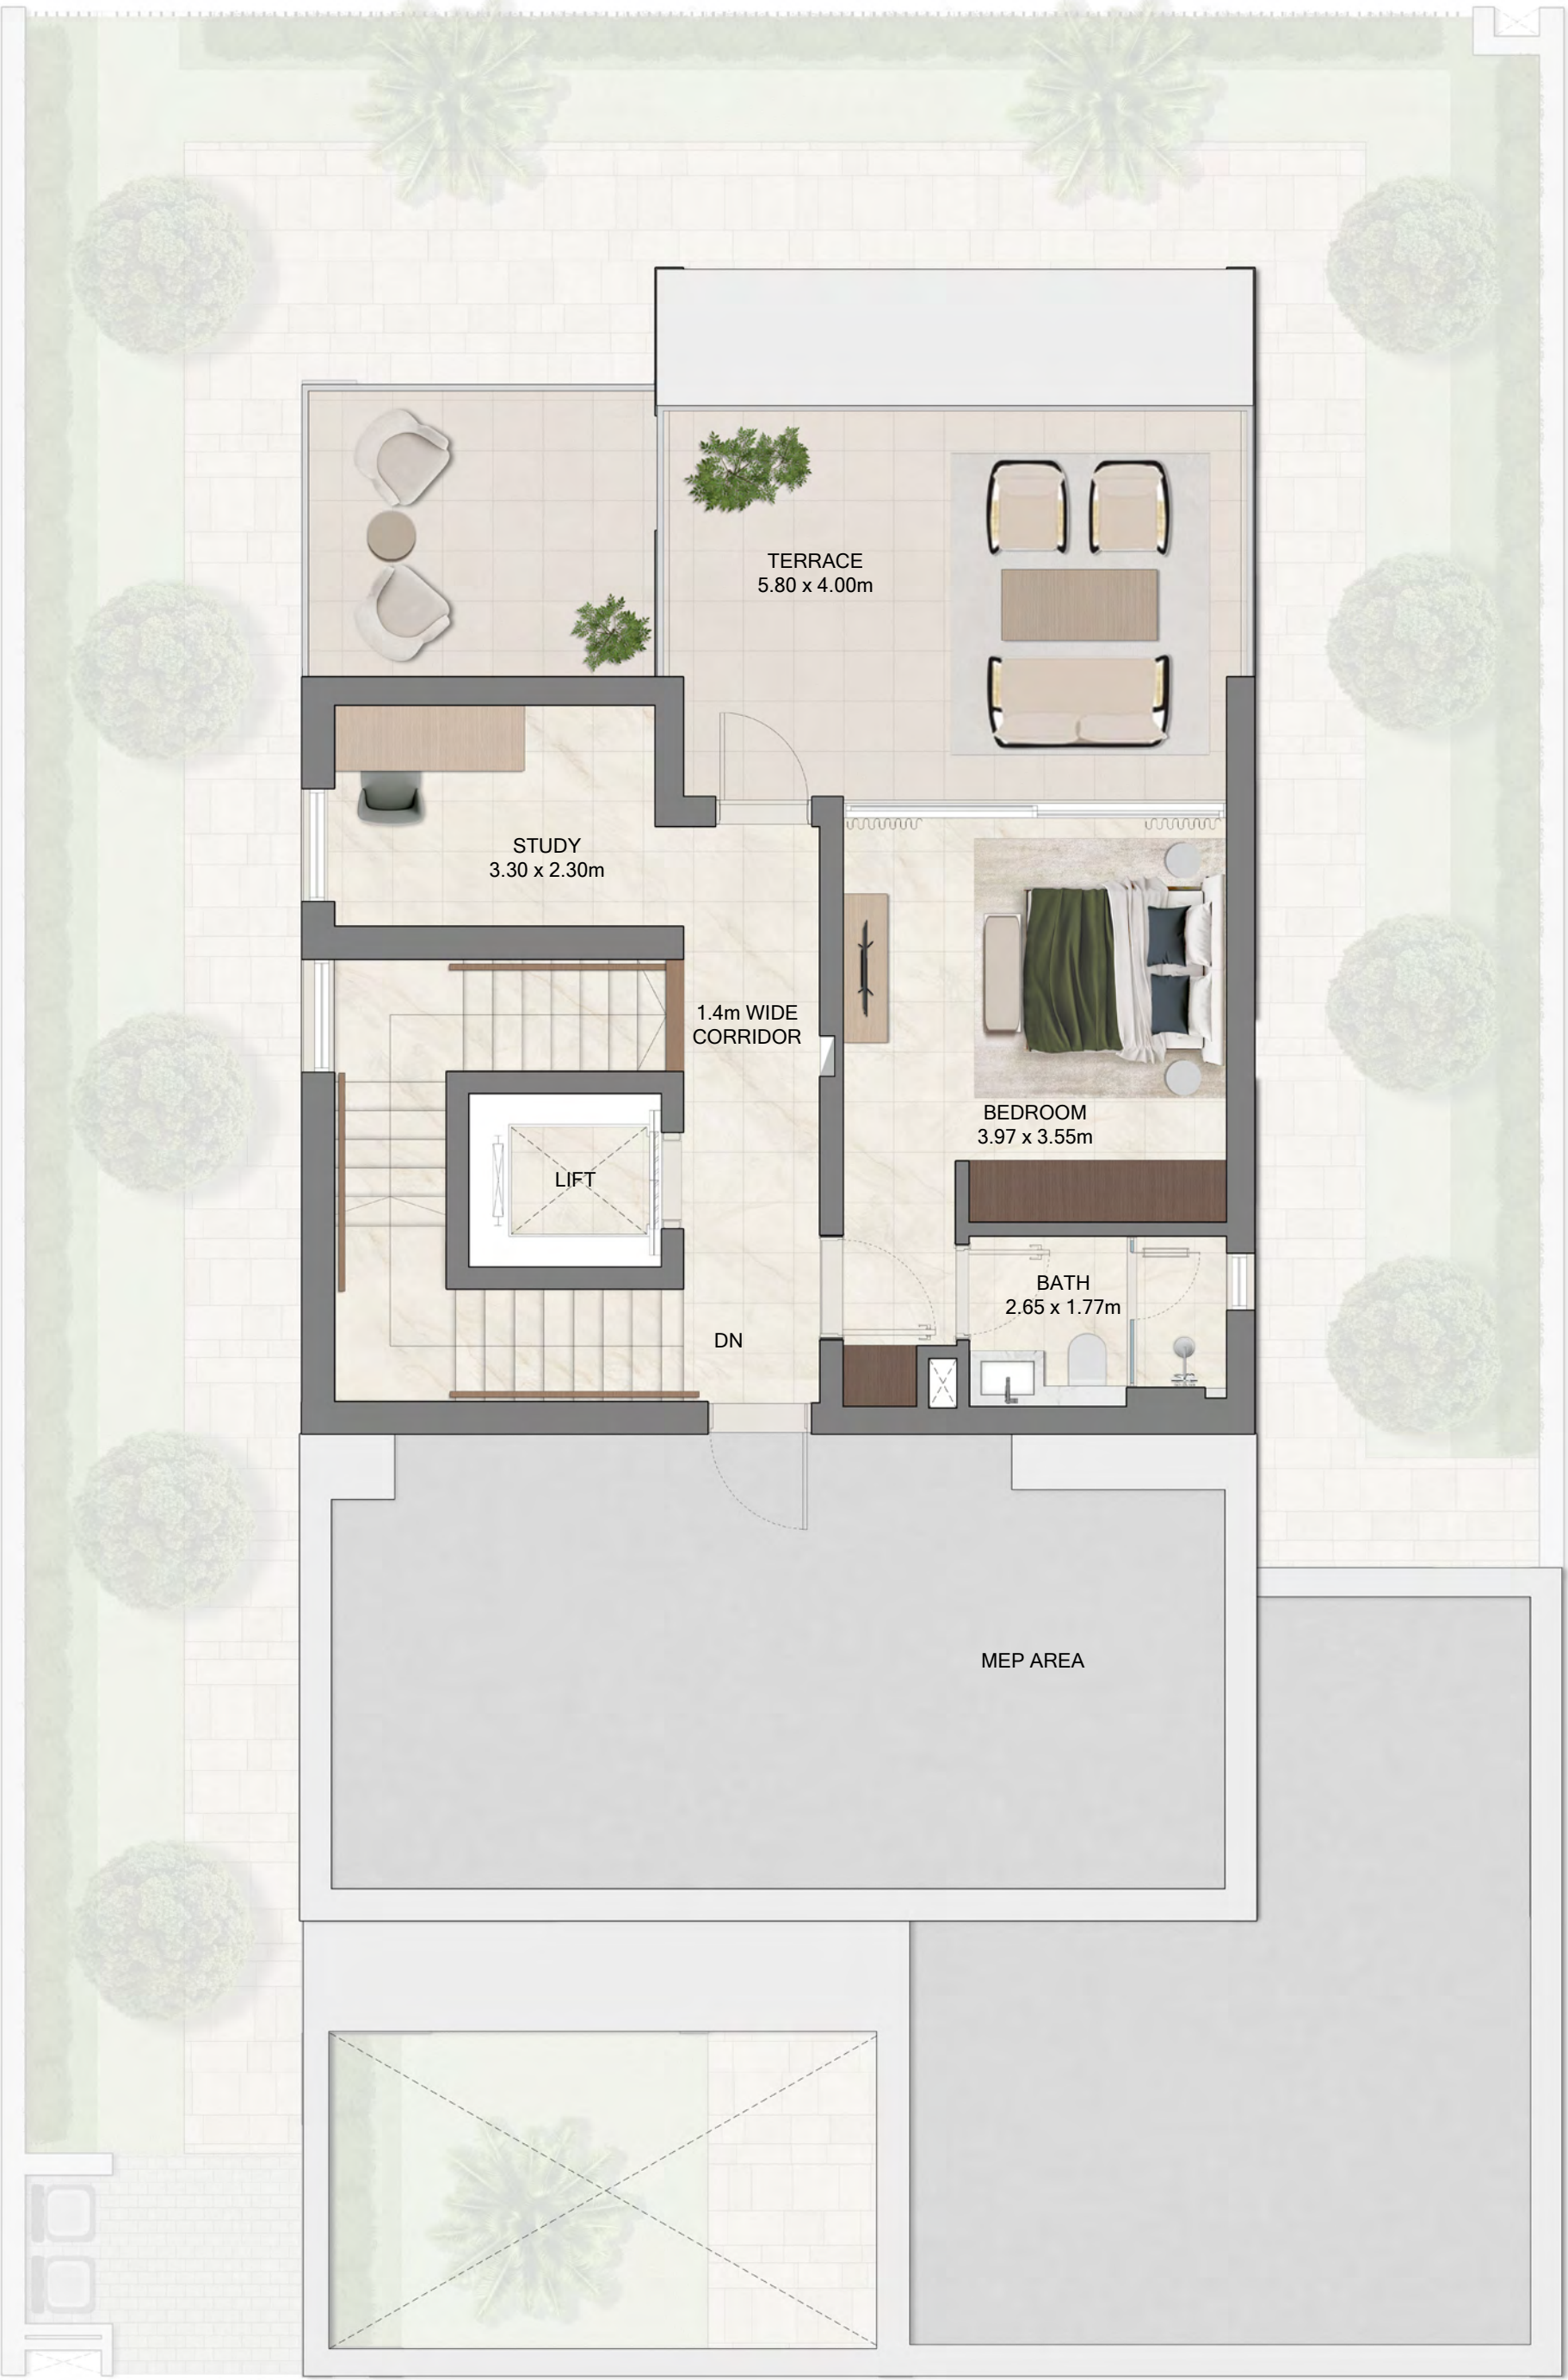 TERRACE
5.80 x 4.00m
STUDY
3.30 x 2.30m
1.4m WIDE
CORRIDOR
BEDROOM
3.97 x 3.55m
LIFT
BATH
2.65 x 1.77m
DN
MEP AREA